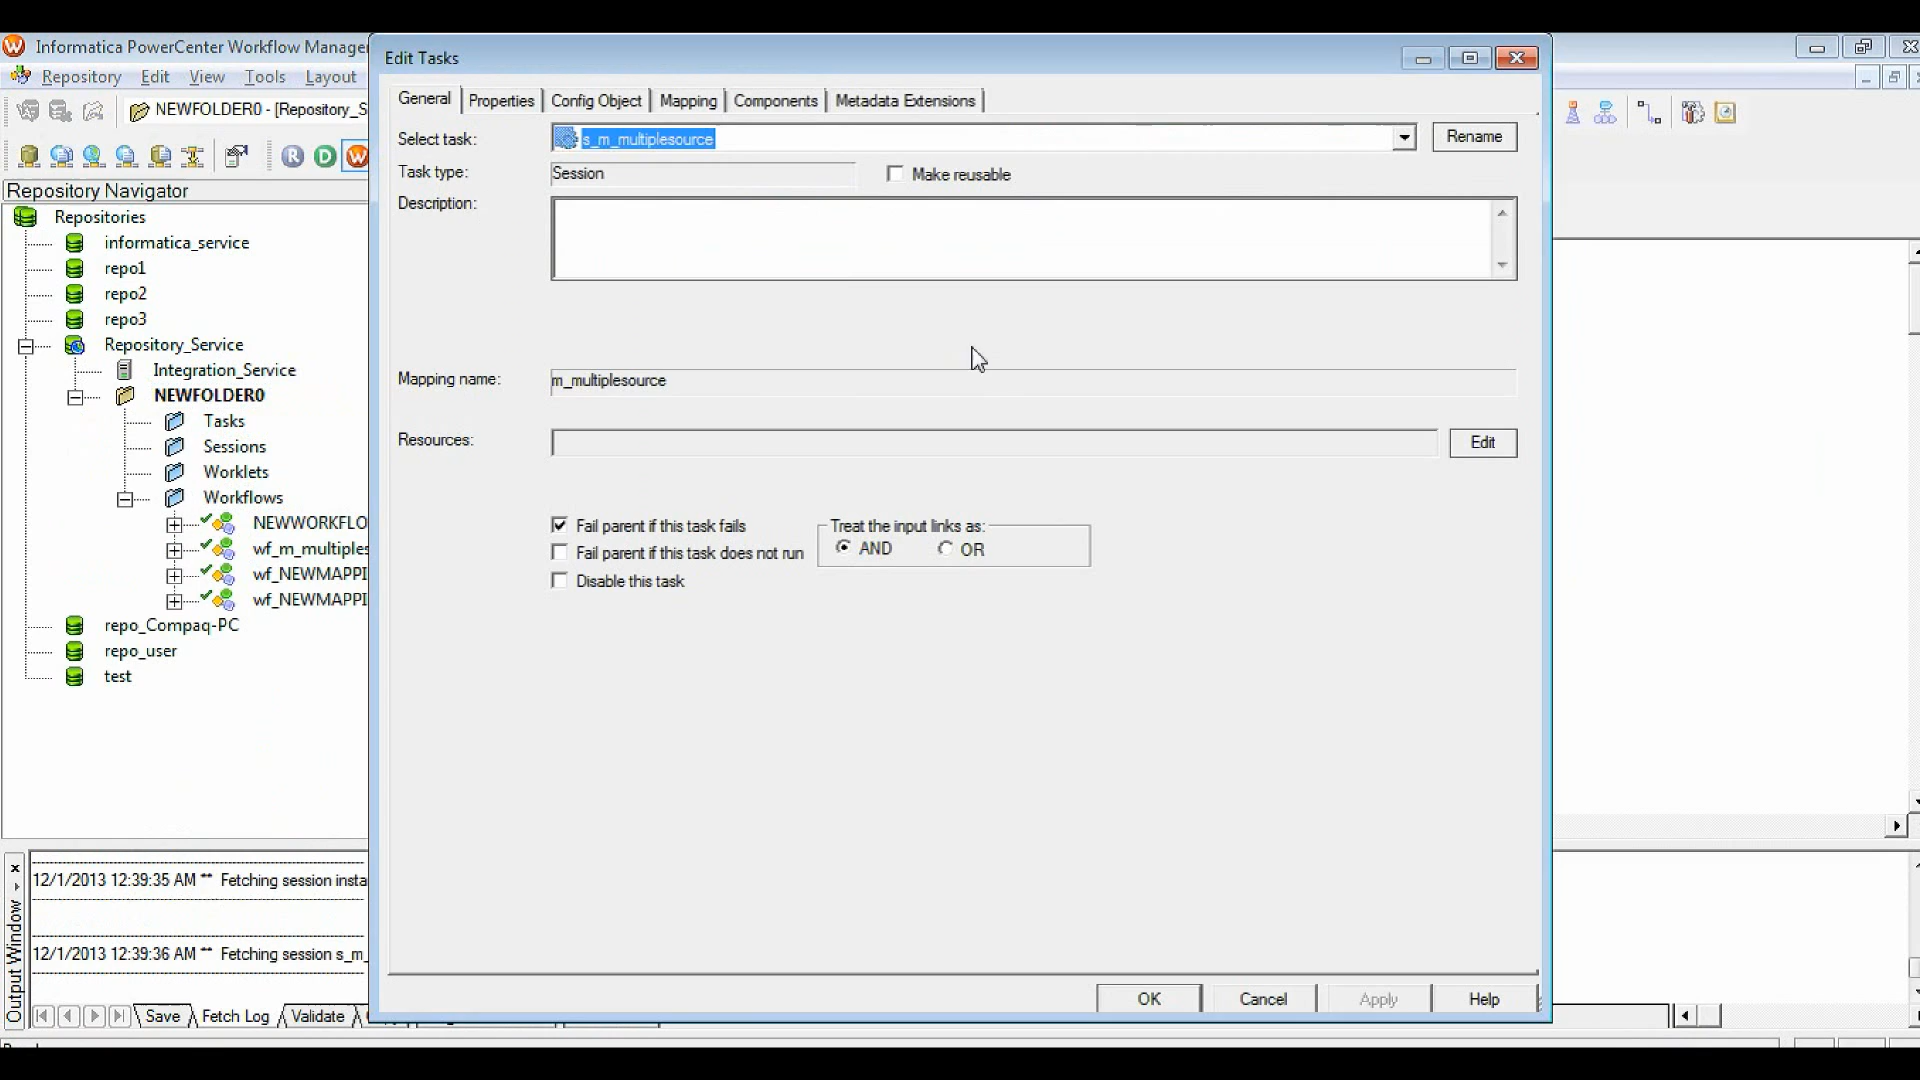 Informatica PowerCenter Workflow Manager
Edit Tasks
Repository Edit View Tools Layout
NEWFOLDER0 - [Repository_S
Repository Navigator
Repositories
informatica_service
repo1
repo2
repo3
Repository_Service
Integration_Service
NEWFOLDER0
Tasks
Sessions
Worklets
Workflows
NEWWORKFLO
wf_m_multiples
wf_NEWMAPPI
wf_NEWMAPPI
repo_Compaq-PC
repo_user
test
General Properties Config Object Mapping Components Metadata Extensions
Select task: s_m_multiplesource Rename
Task type: Session Make reusable
Description:
Mapping name: m_multiplesource
Resources: Edit
Fail parent if this task fails
Fail parent if this task does not run
Disable this task
Treat the input links as:
AND OR
OK Cancel Apply Help
Output Window
12/1/2013 12:39:35 AM ** Fetching session insta
12/1/2013 12:39:36 AM ** Fetching session s_m_
Save Fetch Log Validate